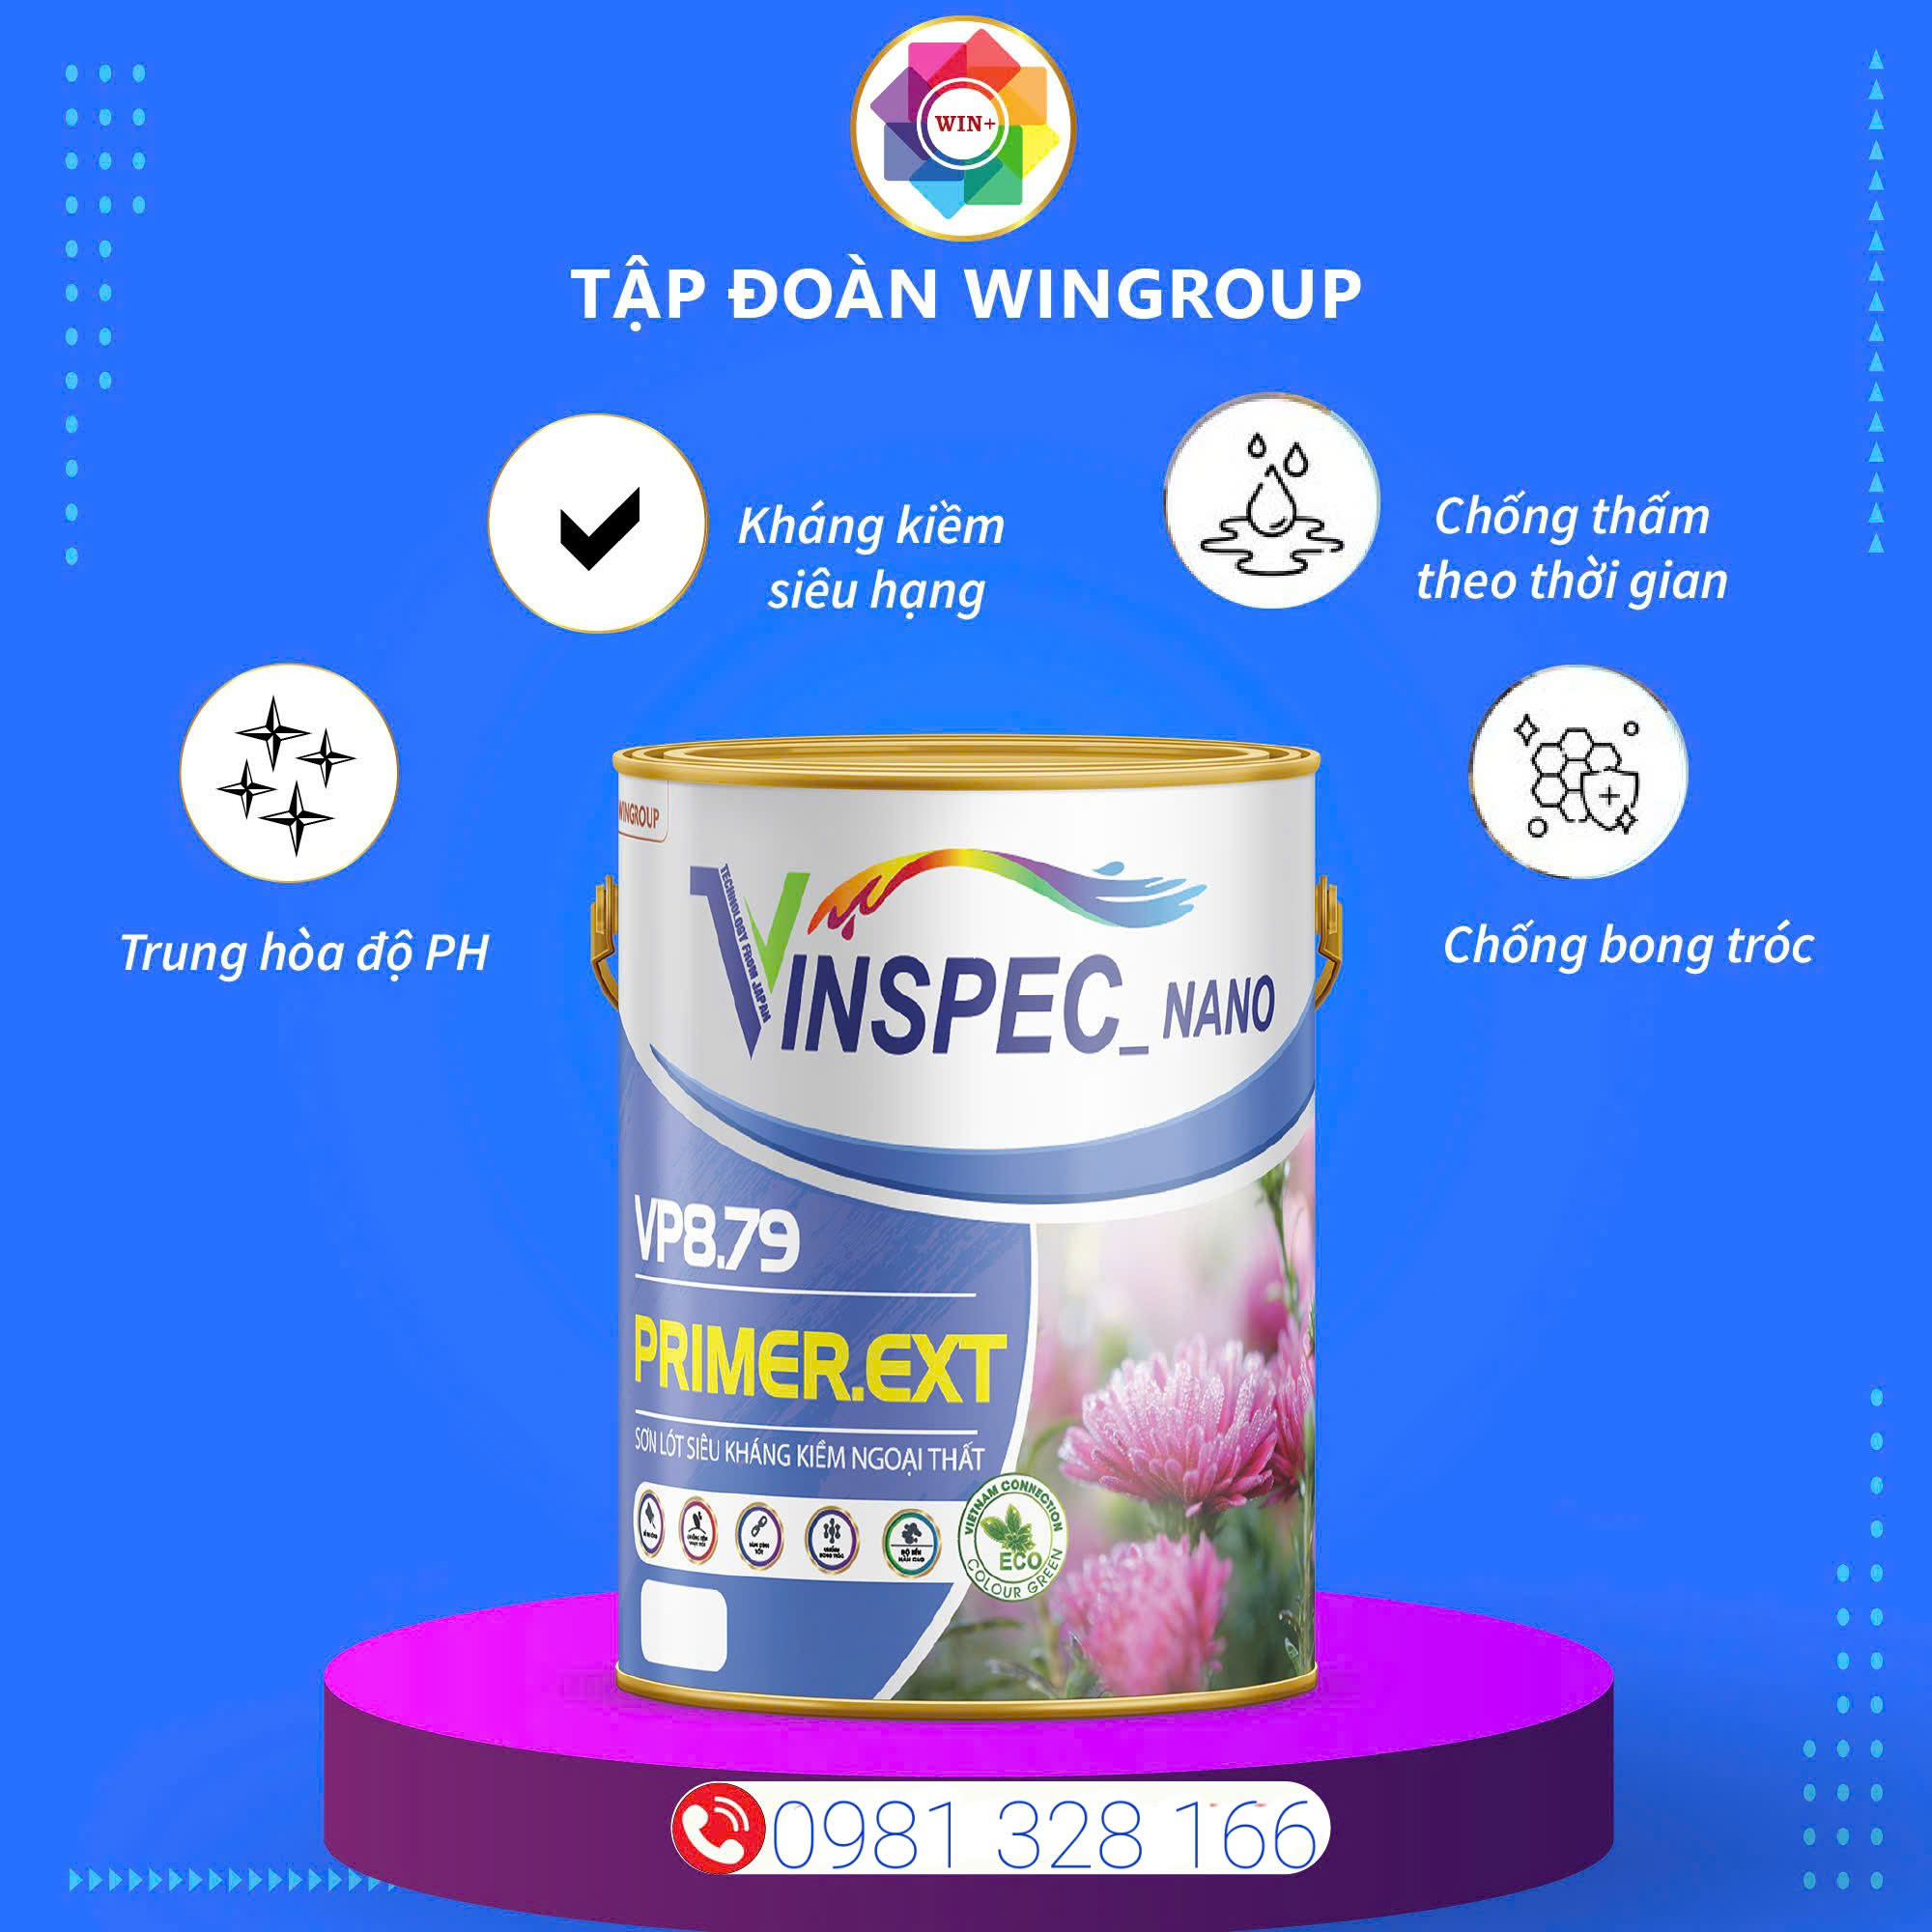 WIN+
TẬP ĐOÀN WINGROUP
Kháng kiềm
siêu hạng
Chống thấm
theo thời gian
Trung hòa độ PH
Chống bong tróc
WINGROUP
TECHNOLOGY FROM JAPAN
VINSPEC_NANO
VP8.79
PRIMER.EXT
SƠN LÓT SIÊU KHÁNG KIỀM NGOẠI THẤT
VIETNAM CONNECTION
ECO
COLOUR GREEN
0981 328 166